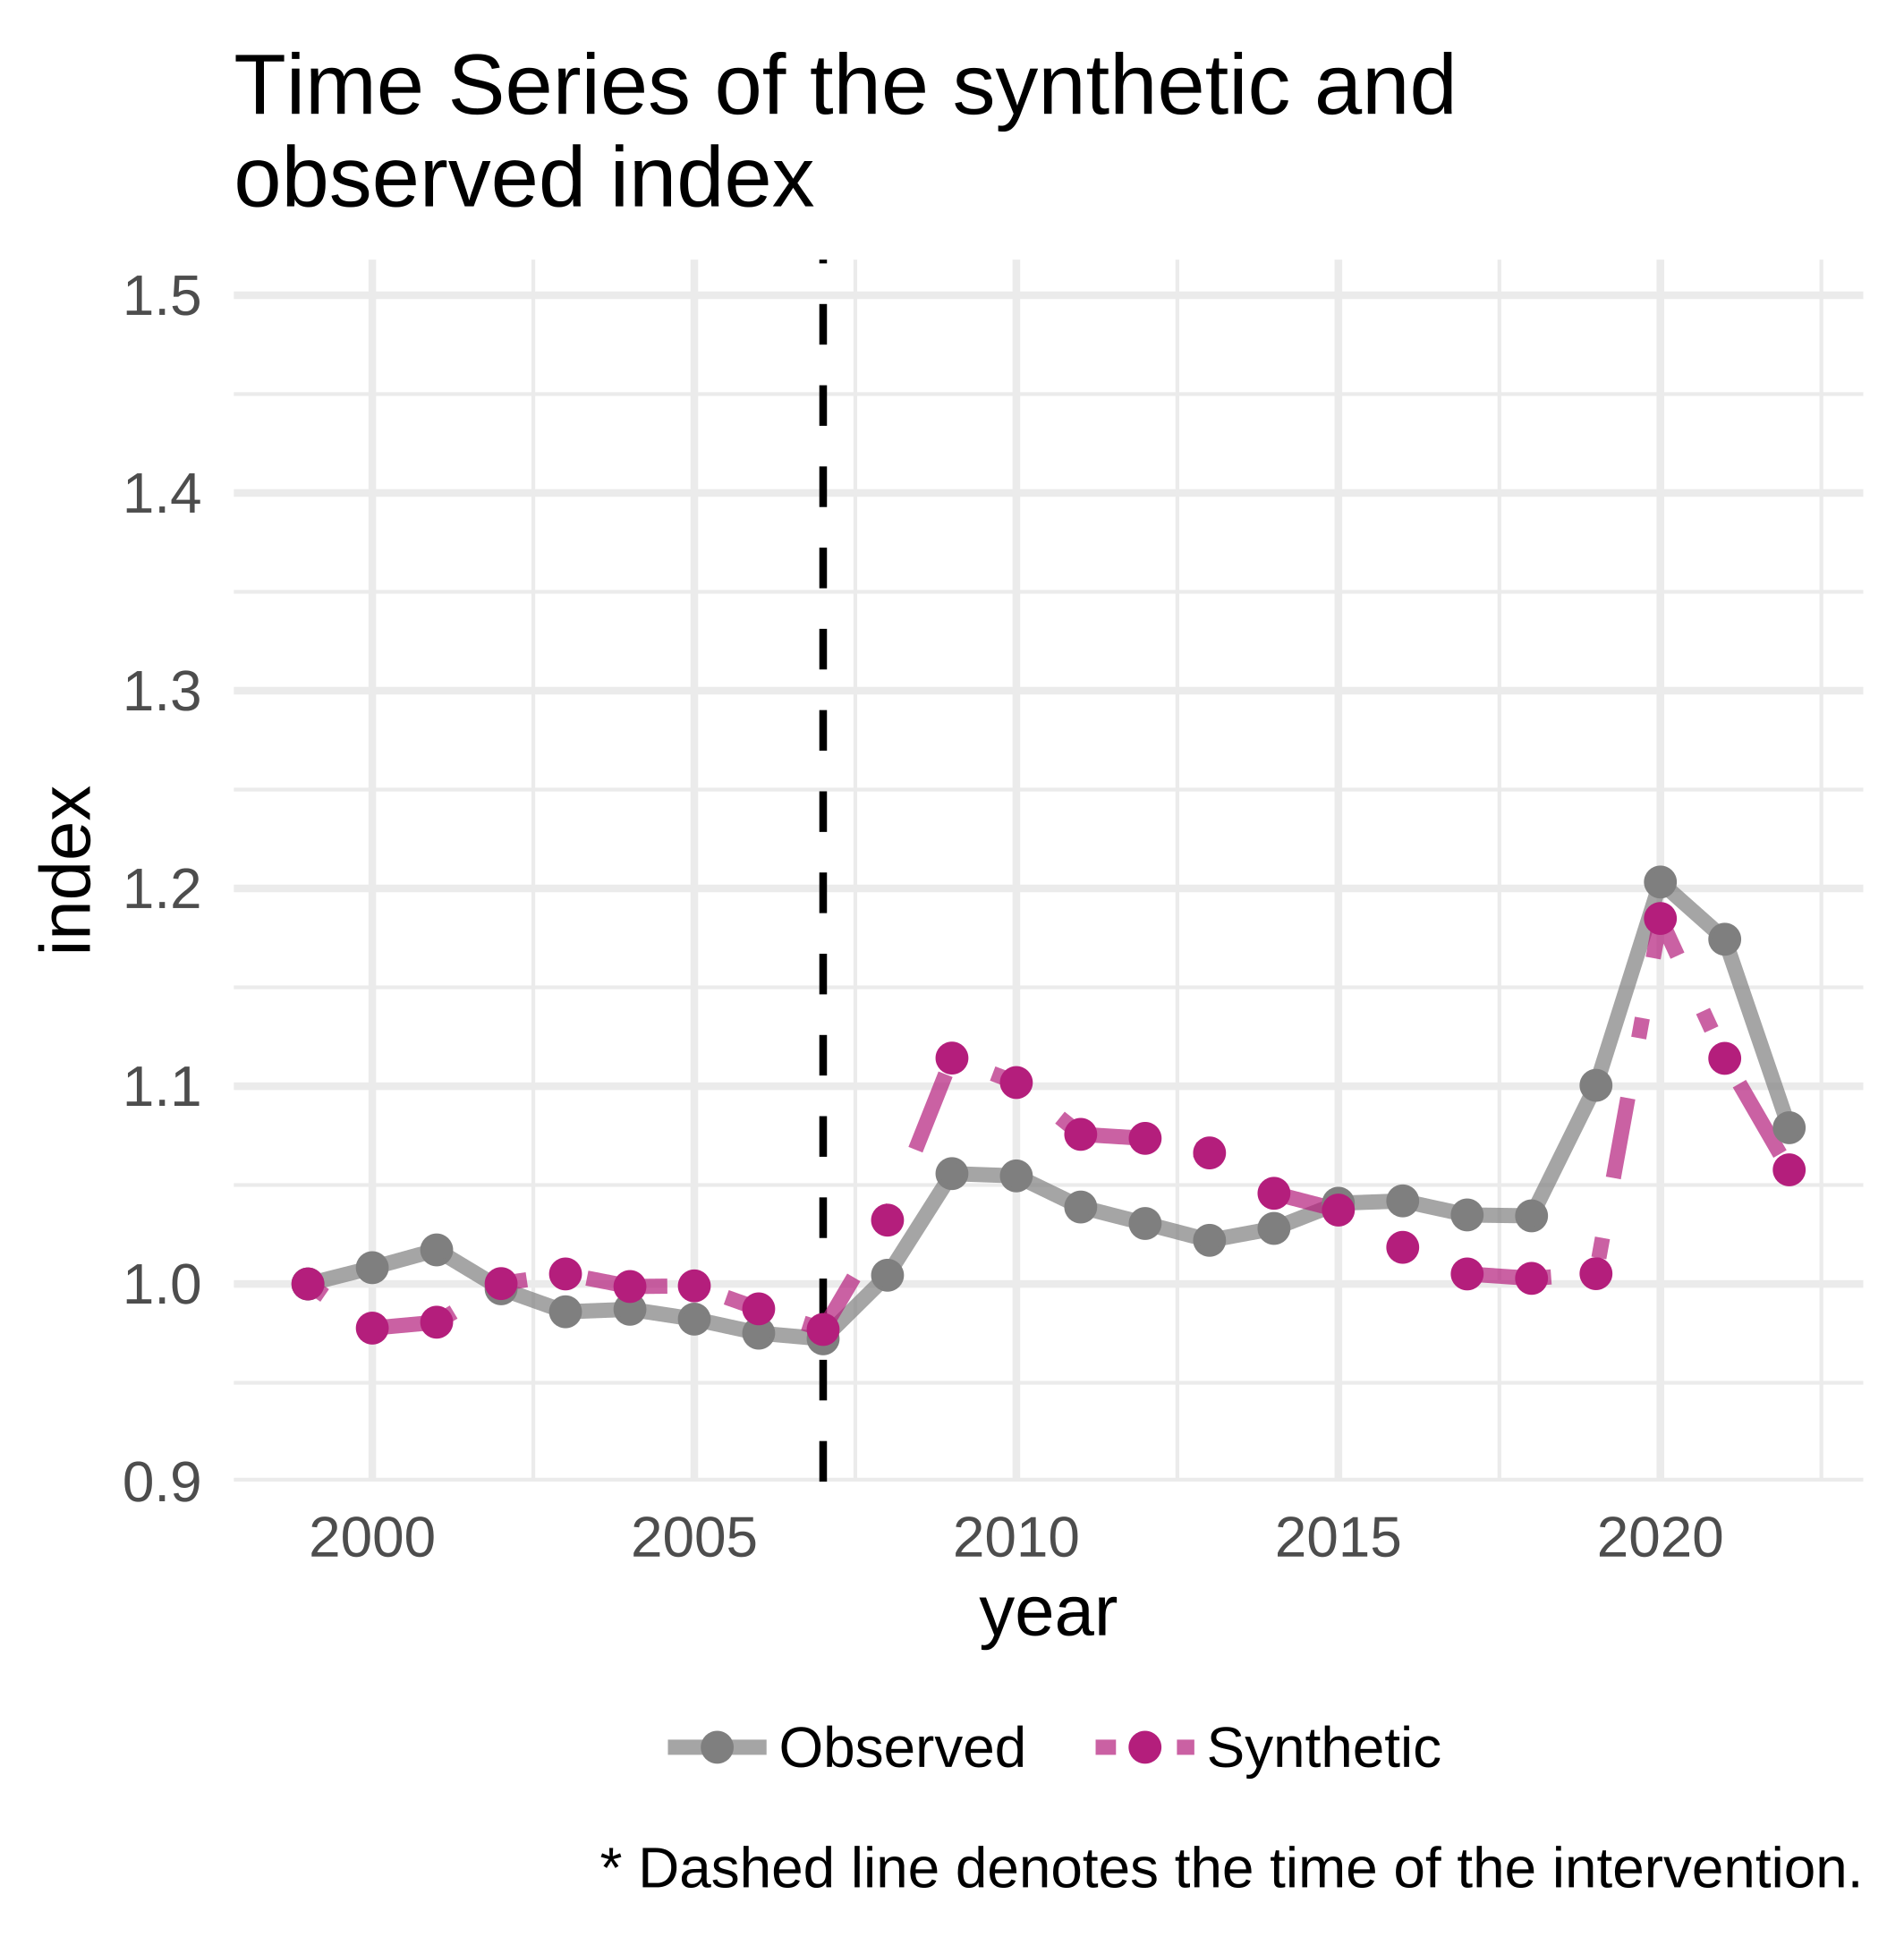 Time Series of the synthetic and
observed index
1.5
1.4
1.3
1.2
1.1
1.0
0.9
index
2000 2005 2010 2015 2020
year
Observed Synthetic
* Dashed line denotes the time of the intervention.